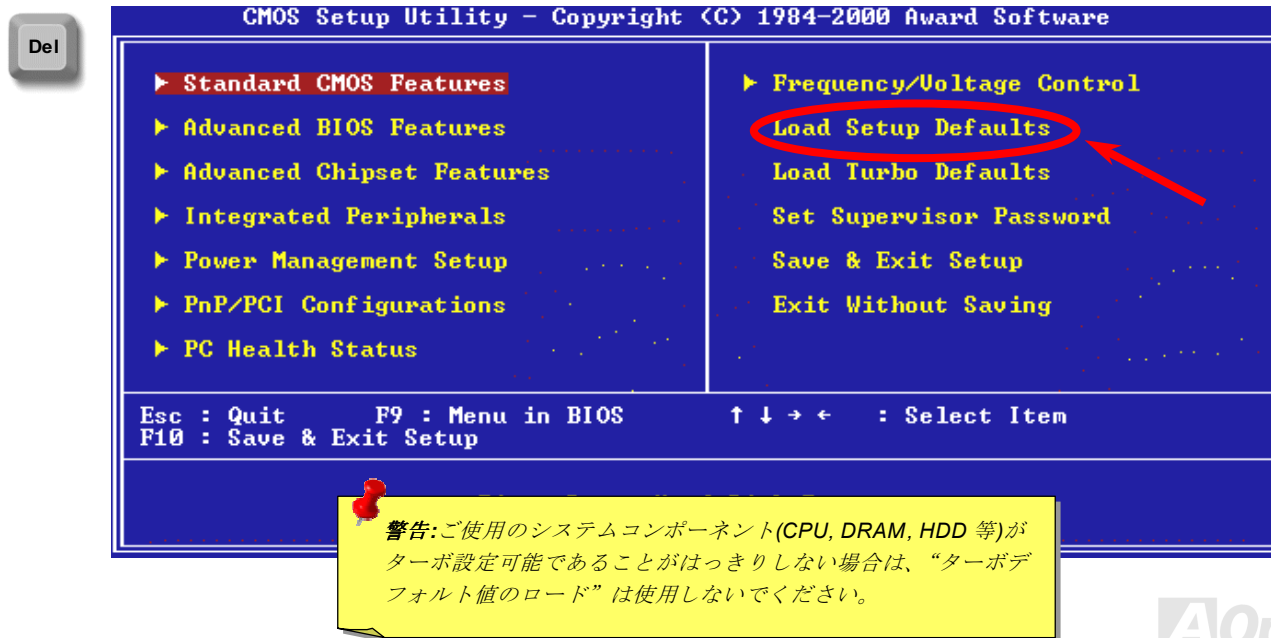 CMOS Setup Utility - Copyright (C) 1984-2000 Award Software
Del
▶ Standard CMOS Features
▶ Advanced BIOS Features
▶ Advanced Chipset Features
▶ Integrated Peripherals
▶ Power Management Setup
▶ PnP/PCI Configurations
▶ PC Health Status
▶ Frequency/Voltage Control
Load Setup Defaults
Load Turbo Defaults
Set Supervisor Password
Save & Exit Setup
Exit Without Saving
Esc : Quit F9 : Menu in BIOS ↑ ↓ → ← : Select Item
F10 : Save & Exit Setup
警告:ご使用のシステムコンポーネント(CPU, DRAM, HDD 等)が
ターボ設定可能であることがはっきりしない場合は、“ターボデ
フォルト値のロード”は使用しないでください。